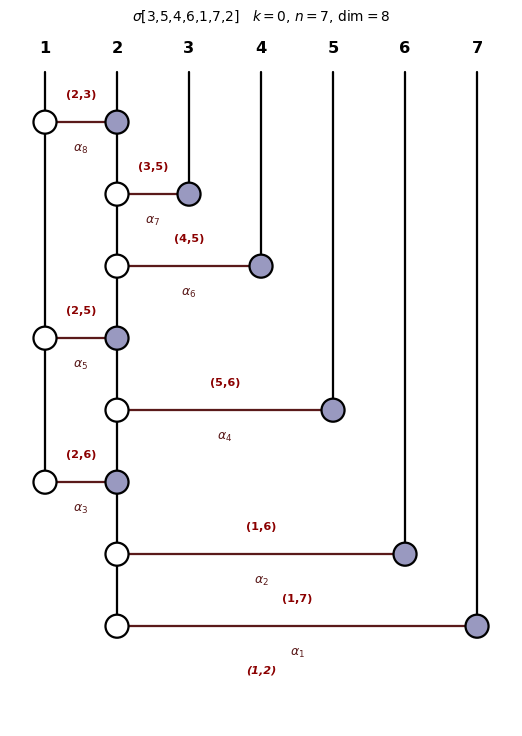 σ[3,5,4,6,1,7,2]   k = 0, n = 7, dim = 8
1 2 3 4 5 6 7
(2,3)
α₈
(3,5)
α₇
(4,5)
α₆
(2,5)
α₅
(5,6)
α₄
(2,6)
α₃
(1,6)
α₂
(1,7)
α₁
(1,2)